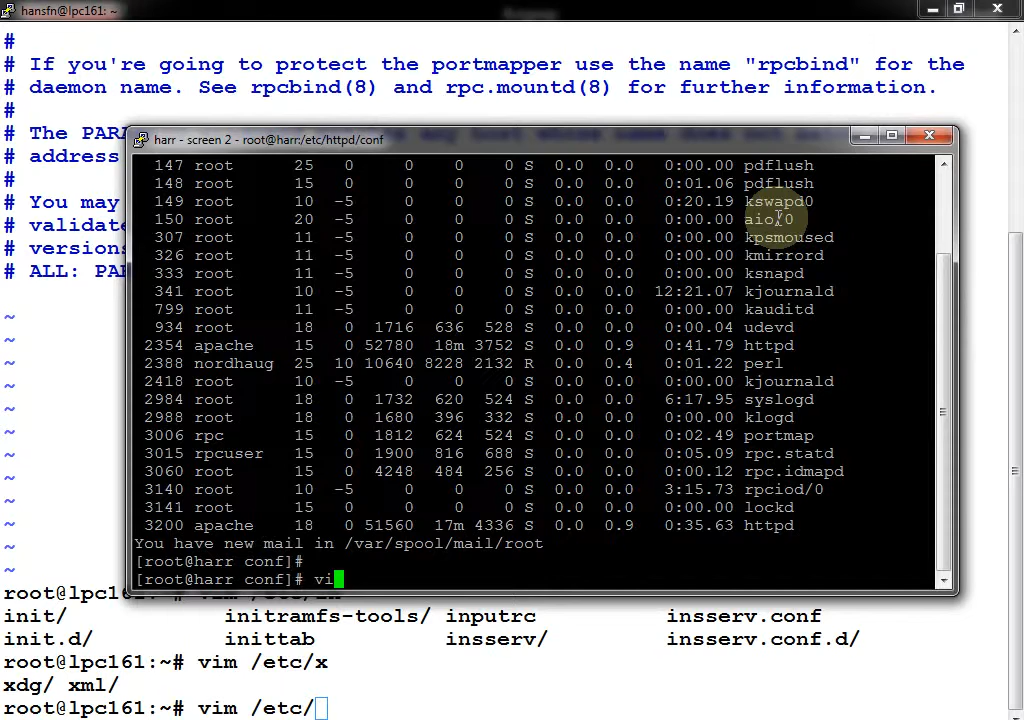 hansfn@lpc161: ~
#
# If you're going to protect the portmapper use the name "rpcbind" for the
# daemon name. See rpcbind(8) and rpc.mountd(8) for further information.
#
# The PAR
# address
#
# You may
# validate
# versions
# ALL: PA
~
~
~
~
~
~
~
~
~
~
~
~
harr - screen 2 - root@harr:/etc/httpd/conf
147 root 25 0 0 0 0 S 0.0 0.0 0:00.00 pdflush
148 root 15 0 0 0 0 S 0.0 0.0 0:01.06 pdflush
149 root 10 -5 0 0 0 S 0.0 0.0 0:20.19 kswapd0
150 root 20 -5 0 0 0 S 0.0 0.0 0:00.00 aio/0
307 root 11 -5 0 0 0 S 0.0 0.0 0:00.00 kpsmoused
326 root 11 -5 0 0 0 S 0.0 0.0 0:00.00 kmirrord
333 root 11 -5 0 0 0 S 0.0 0.0 0:00.00 ksnapd
341 root 10 -5 0 0 0 S 0.0 0.0 12:21.07 kjournald
799 root 11 -5 0 0 0 S 0.0 0.0 0:00.00 kauditd
934 root 18 0 1716 636 528 S 0.0 0.0 0:00.04 udevd
2354 apache 15 0 52780 18m 3752 S 0.0 0.9 0:41.79 httpd
2388 nordhaug 25 10 10640 8228 2132 R 0.0 0.4 0:01.22 perl
2418 root 10 -5 0 0 0 S 0.0 0.0 0:00.00 kjournald
2984 root 18 0 1732 620 524 S 0.0 0.0 6:17.95 syslogd
2988 root 18 0 1680 396 332 S 0.0 0.0 0:00.00 klogd
3006 rpc 15 0 1812 624 524 S 0.0 0.0 0:02.49 portmap
3015 rpcuser 15 0 1900 816 688 S 0.0 0.0 0:05.09 rpc.statd
3060 root 15 0 4248 484 256 S 0.0 0.0 0:00.12 rpc.idmapd
3140 root 10 -5 0 0 0 S 0.0 0.0 3:15.73 rpciod/0
3141 root 15 0 0 0 0 S 0.0 0.0 0:00.00 lockd
3200 apache 18 0 51560 17m 4336 S 0.0 0.9 0:35.63 httpd
You have new mail in /var/spool/mail/root
[root@harr conf]#
[root@harr conf]# vi
root@lpc161:~# vim /etc/in
init/ initramfs-tools/ inputrc insserv.conf
init.d/ inittab insserv/ insserv.conf.d/
root@lpc161:~# vim /etc/x
xdg/ xml/
root@lpc161:~# vim /etc/